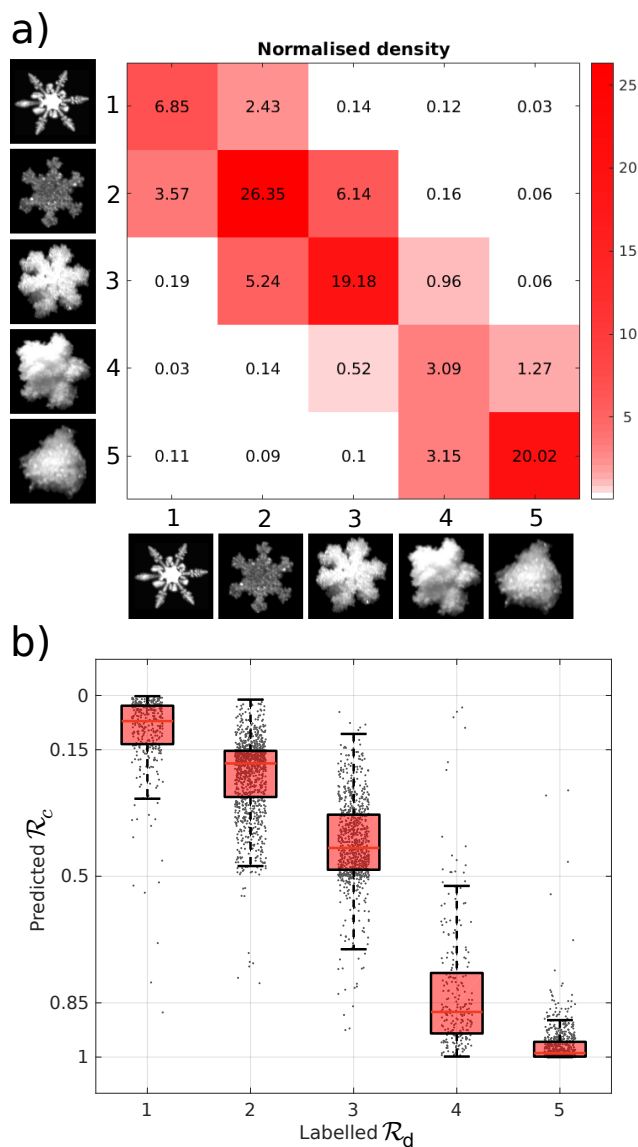 a)
Normalised density
1 6.85 2.43 0.14 0.12 0.03
2 3.57 26.35 6.14 0.16 0.06
3 0.19 5.24 19.18 0.96 0.06
4 0.03 0.14 0.52 3.09 1.27
5 0.11 0.09 0.1 3.15 20.02
1 2 3 4 5
25
20
15
10
5
b)
Predicted ℛc
0
0.15
0.5
0.85
1
1 2 3 4 5
Labelled ℛd